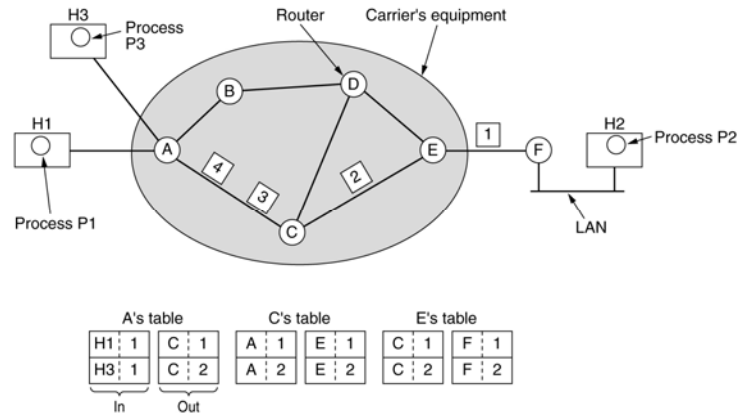 H3
Process
P3
Router
Carrier's equipment
B
D
H1
A
E
1
F
H2
Process P2
4
3
2
Process P1
C
LAN
A's table
C's table
E's table
H1 1 C 1 A 1 E 1 C 1 F 1
H3 1 C 2 A 2 E 2 C 2 F 2
In
Out